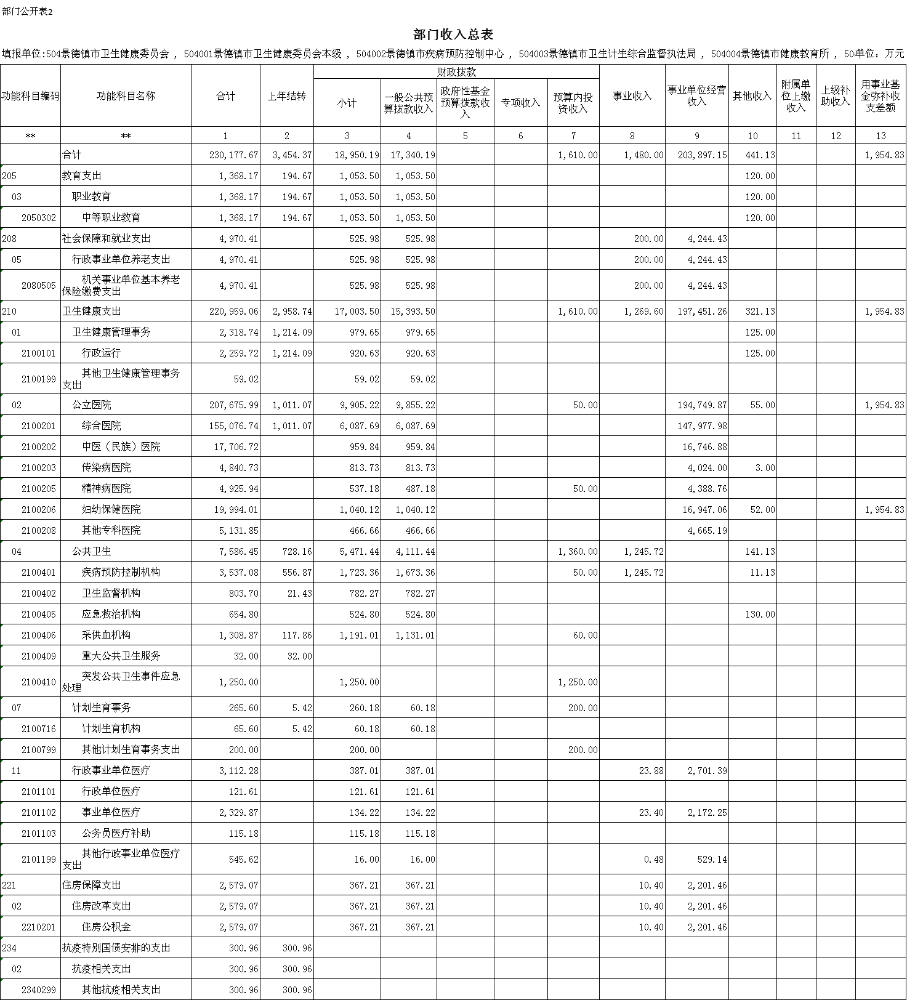 部门公开表2
部门收入总表
填报单位:504景德镇市卫生健康委员会 , 504001景德镇市卫生健康委员会本级 , 504002景德镇市疾病预防控制中心 , 504003景德镇市卫生计生综合监督执法局 , 504004景德镇市健康教育所 , 50单位: 万元
功能科目编码 功能科目名称 合计 上年结转 财政拨款 事业收入 事业单位经营收入 其他收入 附属单位上缴收入 上级补助收入 用事业基金弥补收支差额
小计 一般公共预算拨款收入 政府性基金预算拨款收入 专项收入 预算内投资收入
** ** 1 2 3 4 5 6 7 8 9 10 11 12 13
合计 230,177.67 3,454.37 18,950.19 17,340.19 1,610.00 1,480.00 203,897.15 441.13 1,954.83
205 教育支出 1,368.17 194.67 1,053.50 1,053.50 120.00
03 职业教育 1,368.17 194.67 1,053.50 1,053.50 120.00
2050302 中等职业教育 1,368.17 194.67 1,053.50 1,053.50 120.00
208 社会保障和就业支出 4,970.41 525.98 525.98 200.00 4,244.43
05 行政事业单位养老支出 4,970.41 525.98 525.98 200.00 4,244.43
2080505 机关事业单位基本养老保险缴费支出 4,970.41 525.98 525.98 200.00 4,244.43
210 卫生健康支出 220,959.06 2,958.74 17,003.50 15,393.50 1,610.00 1,269.60 197,451.26 321.13 1,954.83
01 卫生健康管理事务 2,318.74 1,214.09 979.65 979.65 125.00
2100101 行政运行 2,259.72 1,214.09 920.63 920.63 125.00
2100199 其他卫生健康管理事务支出 59.02 59.02 59.02
02 公立医院 207,675.99 1,011.07 9,905.22 9,855.22 50.00 194,749.87 55.00 1,954.83
2100201 综合医院 155,076.74 1,011.07 6,087.69 6,087.69 147,977.98
2100202 中医（民族）医院 17,706.72 959.84 959.84 16,746.88
2100203 传染病医院 4,840.73 813.73 813.73 4,024.00 3.00
2100205 精神病医院 4,925.94 537.18 487.18 50.00 4,388.76
2100206 妇幼保健医院 19,994.01 1,040.12 1,040.12 16,947.06 52.00 1,954.83
2100208 其他专科医院 5,131.85 466.66 466.66 4,665.19
04 公共卫生 7,586.45 728.16 5,471.44 4,111.44 1,360.00 1,245.72 141.13
2100401 疾病预防控制机构 3,537.08 556.87 1,723.36 1,673.36 50.00 1,245.72 11.13
2100402 卫生监督机构 803.70 21.43 782.27 782.27
2100405 应急救治机构 654.80 524.80 524.80 130.00
2100406 采供血机构 1,308.87 117.86 1,191.01 1,131.01 60.00
2100409 重大公共卫生服务 32.00 32.00
2100410 突发公共卫生事件应急处理 1,250.00 1,250.00 1,250.00
07 计划生育事务 265.60 5.42 260.18 60.18 200.00
2100716 计划生育机构 65.60 5.42 60.18 60.18
2100799 其他计划生育事务支出 200.00 200.00 200.00
11 行政事业单位医疗 3,112.28 387.01 387.01 23.88 2,701.39
2101101 行政单位医疗 121.61 121.61 121.61
2101102 事业单位医疗 2,329.87 134.22 134.22 23.40 2,172.25
2101103 公务员医疗补助 115.18 115.18 115.18
2101199 其他行政事业单位医疗支出 545.62 16.00 16.00 0.48 529.14
221 住房保障支出 2,579.07 367.21 367.21 10.40 2,201.46
02 住房改革支出 2,579.07 367.21 367.21 10.40 2,201.46
2210201 住房公积金 2,579.07 367.21 367.21 10.40 2,201.46
234 抗疫特别国债安排的支出 300.96 300.96
02 抗疫相关支出 300.96 300.96
2340299 其他抗疫相关支出 300.96 300.96